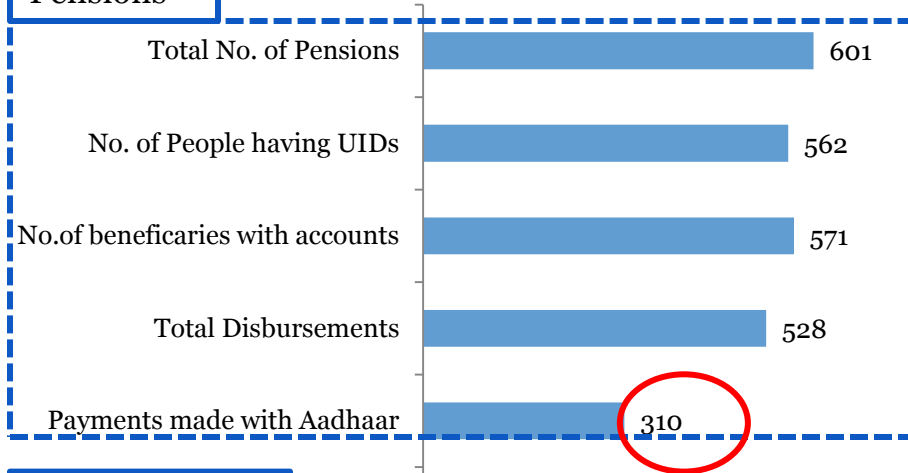 Pensions
Total No. of Pensions 601
No. of People having UIDs 562
No.of beneficaries with accounts 571
Total Disbursements 528
Payments made with Aadhaar 310